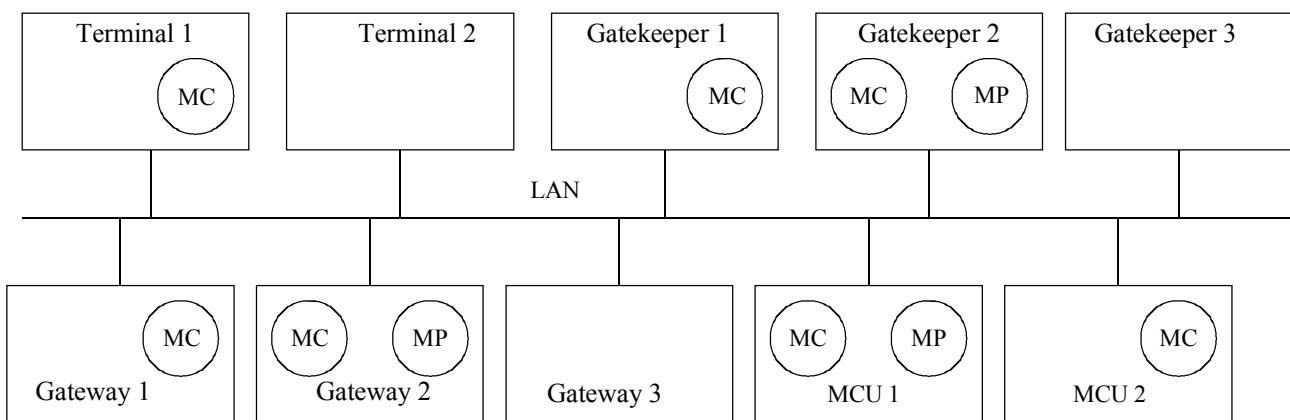 Terminal 1
MC
Terminal 2
Gatekeeper 1
MC
Gatekeeper 2
MC
MP
Gatekeeper 3
LAN
MC
Gateway 1
MC
MP
Gateway 2
Gateway 3
MC
MP
MCU 1
MC
MCU 2